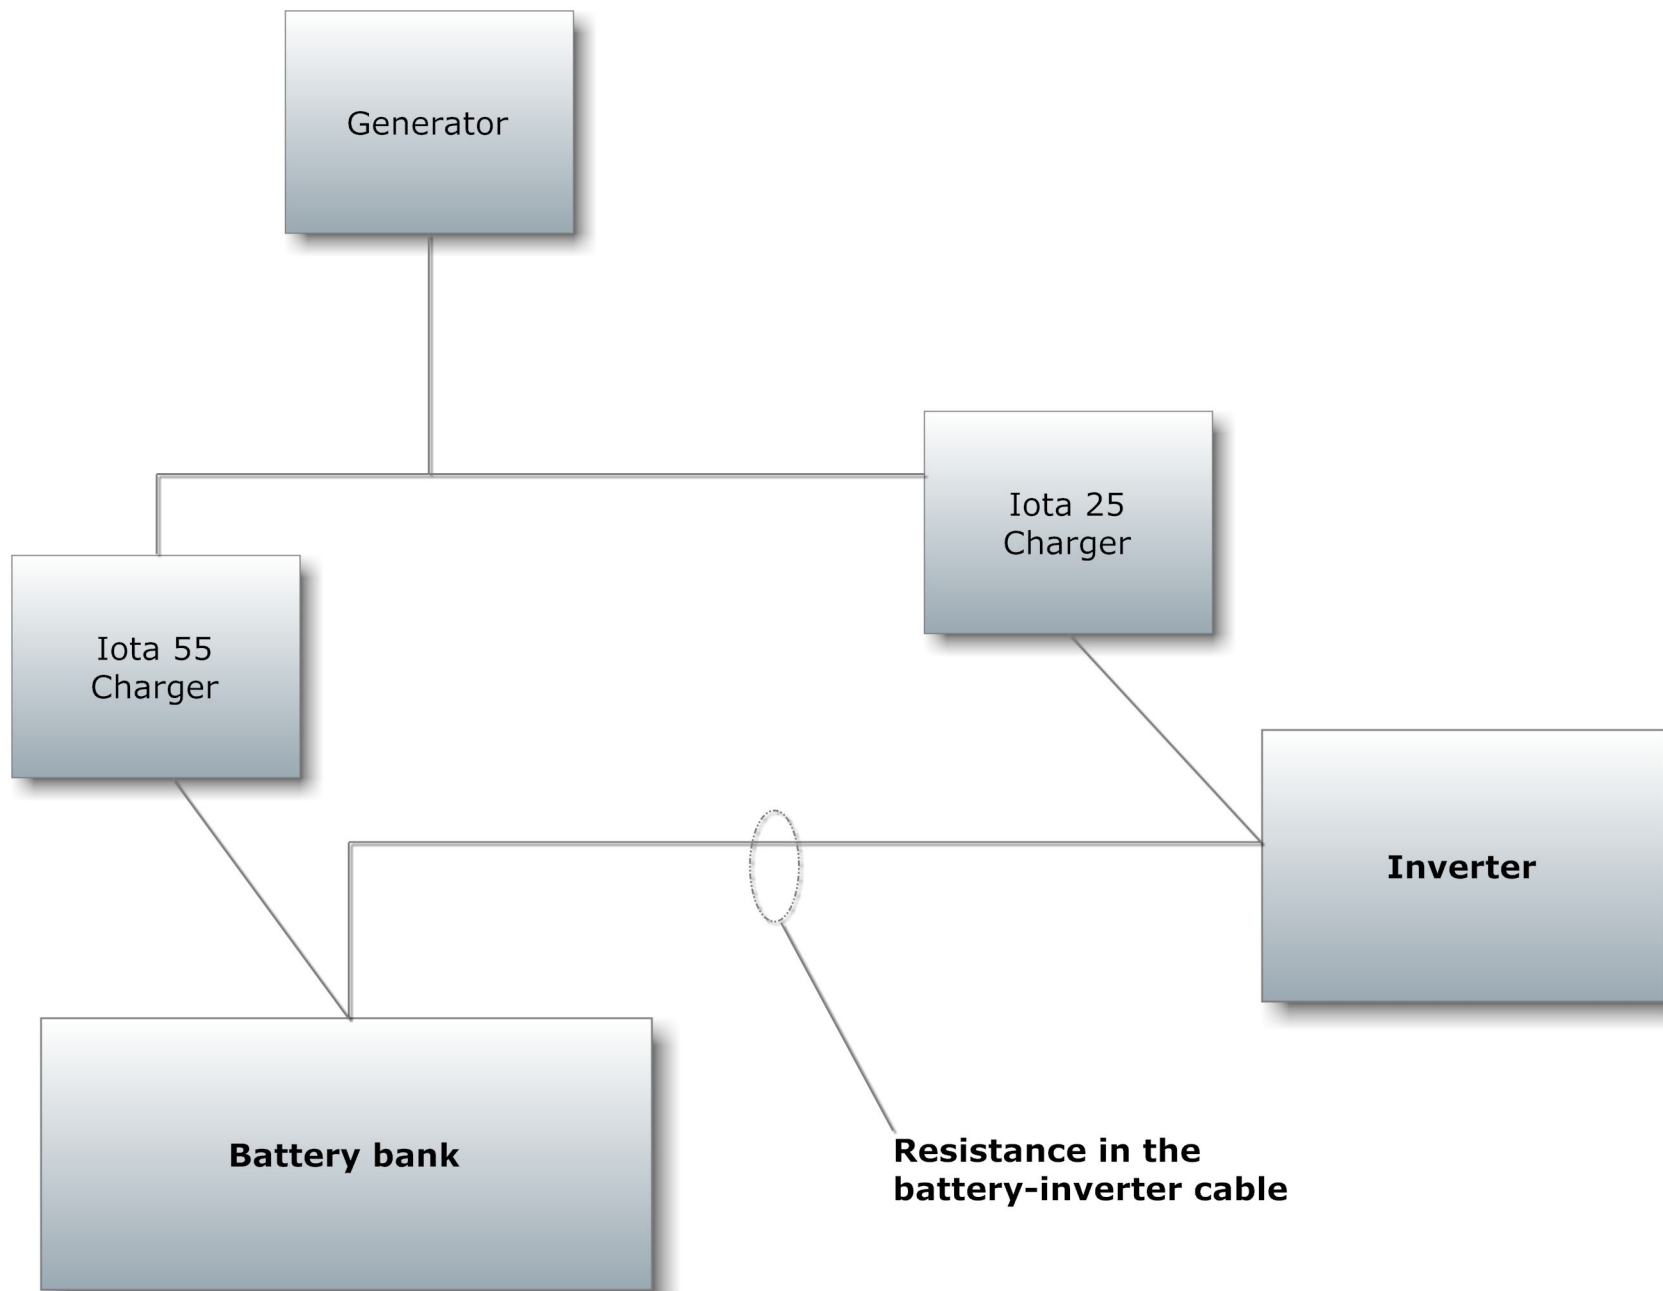 Generator
Iota 25
Charger
Iota 55
Charger
Inverter
Battery bank
Resistance in the
battery-inverter cable